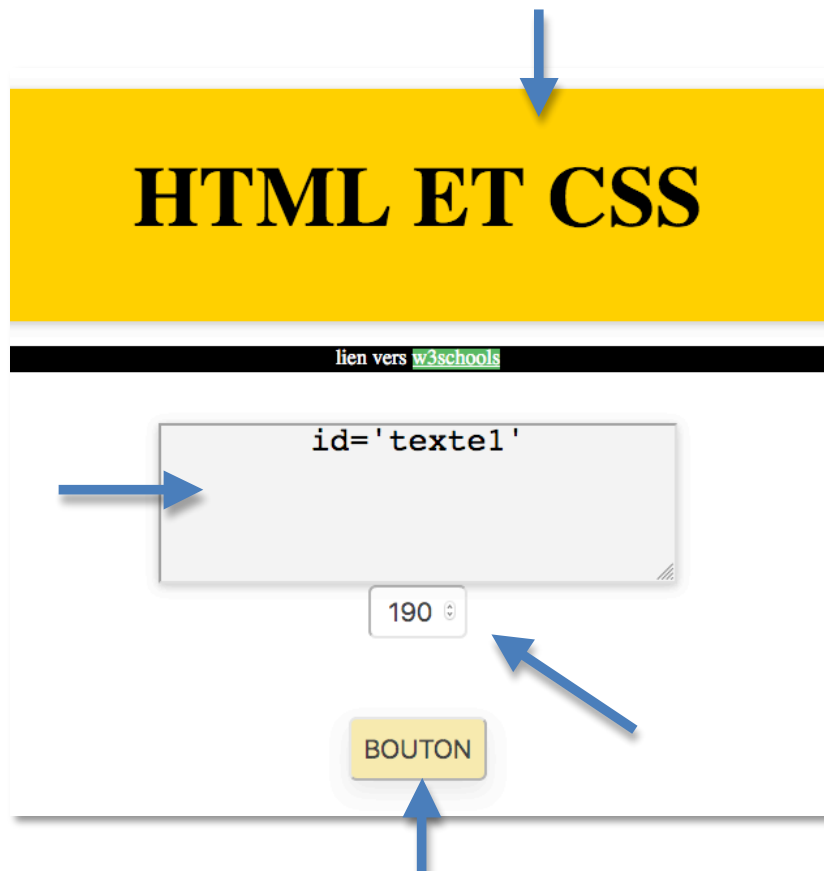 HTML ET CSS
lien vers w3schools
id='texte1'
190
BOUTON